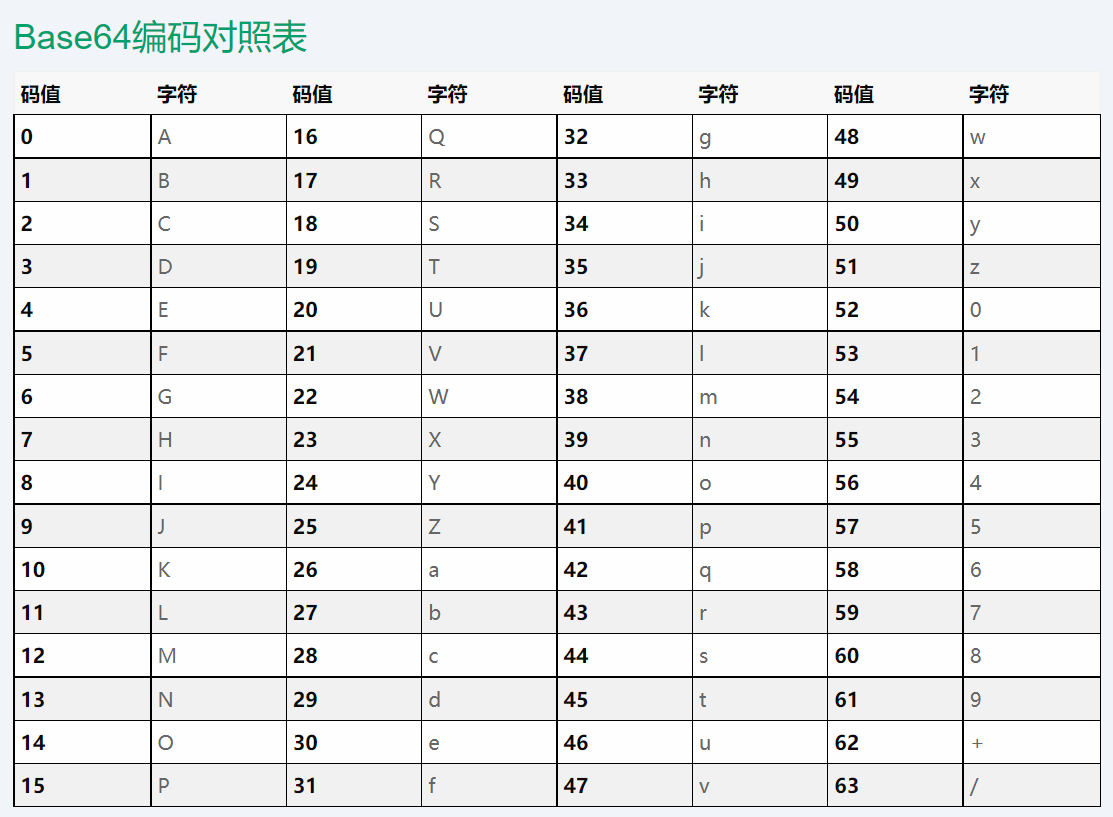 Base64编码对照表
码值 字符 码值 字符 码值 字符 码值 字符
0 A 16 Q 32 g 48 w
1 B 17 R 33 h 49 x
2 C 18 S 34 i 50 y
3 D 19 T 35 j 51 z
4 E 20 U 36 k 52 0
5 F 21 V 37 l 53 1
6 G 22 W 38 m 54 2
7 H 23 X 39 n 55 3
8 I 24 Y 40 o 56 4
9 J 25 Z 41 p 57 5
10 K 26 a 42 q 58 6
11 L 27 b 43 r 59 7
12 M 28 c 44 s 60 8
13 N 29 d 45 t 61 9
14 O 30 e 46 u 62 +
15 P 31 f 47 v 63 /